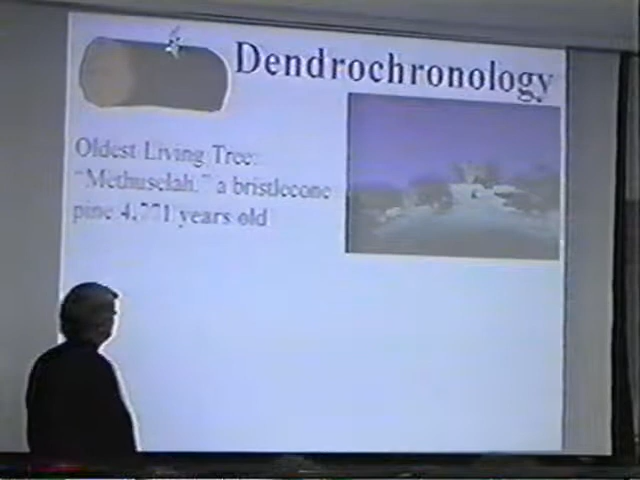 Dendrochronology
Oldest Living Tree:
"Methuselah," a bristlecone
pine 4,771 years old